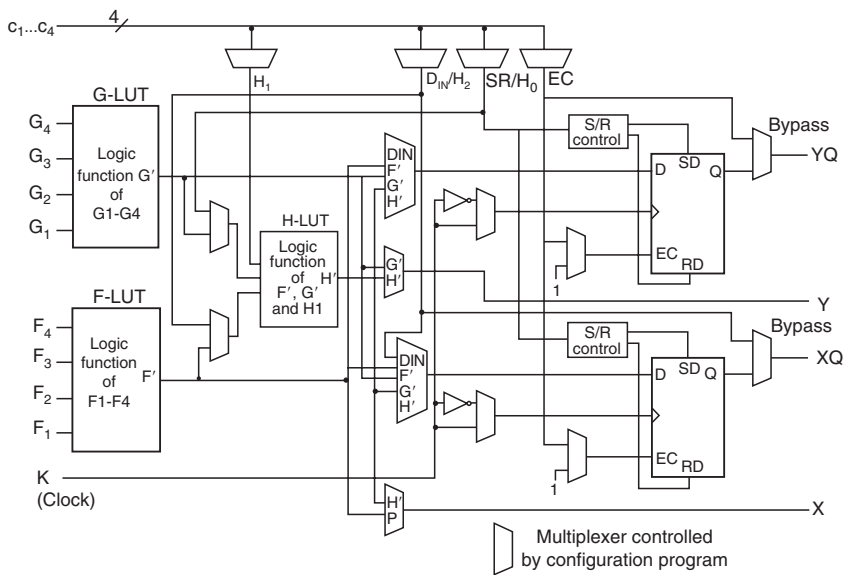 c1...c4
4
H1
DIN/H2
SR/H0
EC
G-LUT
G4
G3
G2
G1
Logic
function G'
of
G1-G4
S/R
control
Bypass
DIN
F'
G'
H'
D
SD
Q
YQ
EC
RD
1
H-LUT
Logic
function
of
F', G'
and H1
H'
G'
H'
Y
F-LUT
F4
F3
F2
F1
Logic
function
of
F1-F4
F'
S/R
control
Bypass
DIN
F'
G'
H'
D
SD
Q
XQ
EC
RD
1
K
(Clock)
H'
P
X
Multiplexer controlled
by configuration program